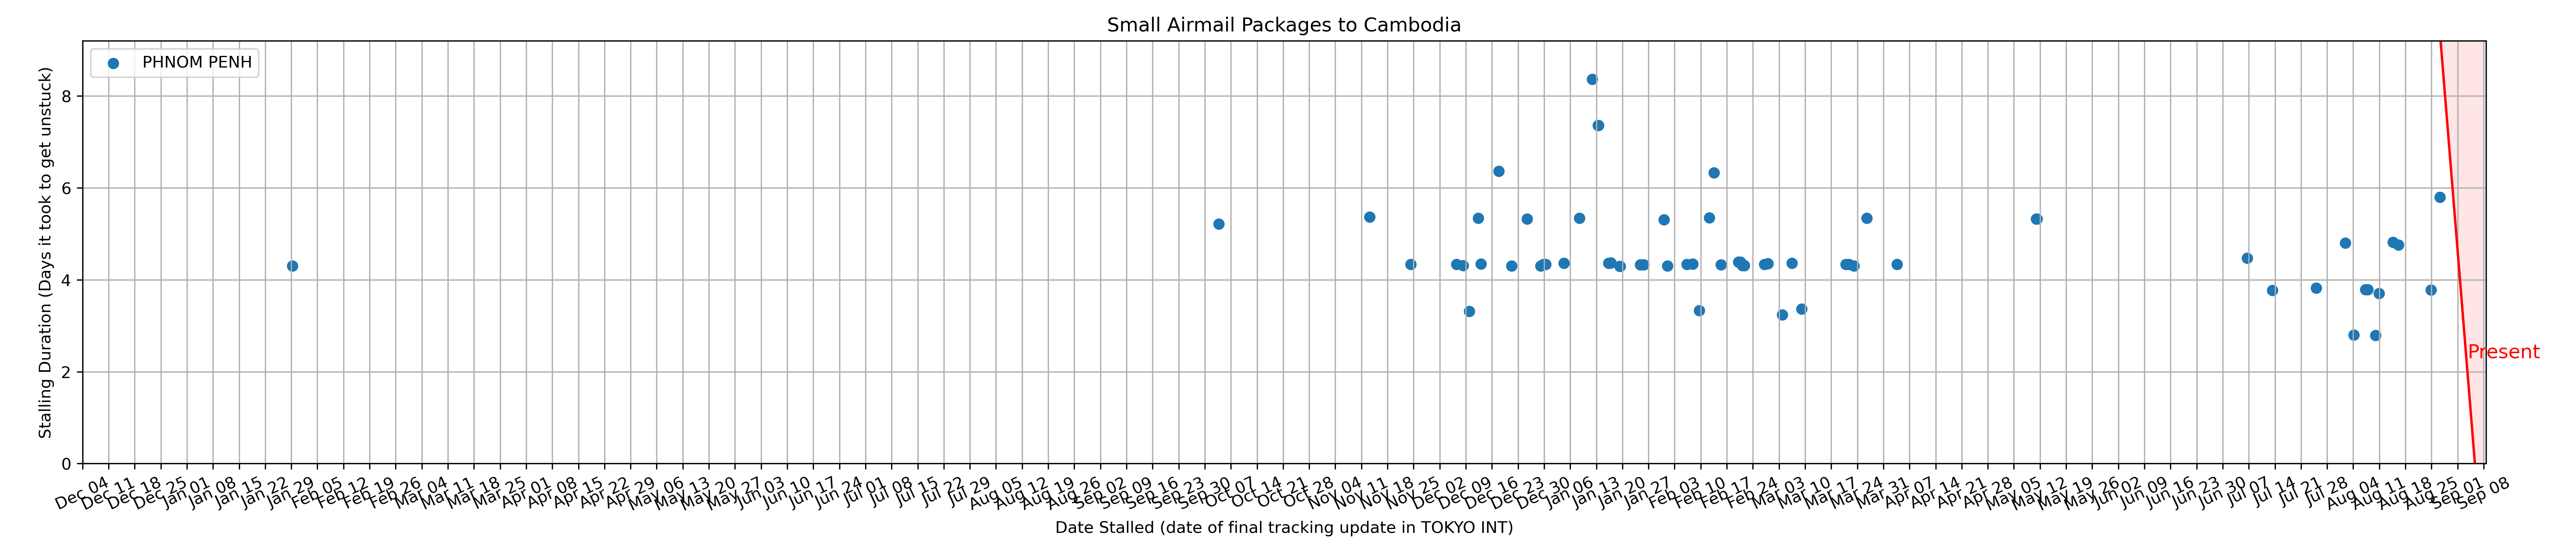 Small Airmail Packages to Cambodia
PHNOM PENH
Stalling Duration (Days it took to get unstuck)
8
6
4
2
0
Present
Dec 04 Dec 11 Dec 18 Dec 25 Jan 01 Jan 08 Jan 15 Jan 22 Jan 29 Feb 05 Feb 12 Feb 19 Feb 26 Mar 04 Mar 11 Mar 18 Mar 25 Apr 01 Apr 08 Apr 15 Apr 22 Apr 29 May 06 May 13 May 20 May 27 Jun 03 Jun 10 Jun 17 Jun 24 Jul 01 Jul 08 Jul 15 Jul 22 Jul 29 Aug 05 Aug 12 Aug 19 Aug 26 Sep 02 Sep 09 Sep 16 Sep 23 Sep 30 Oct 07 Oct 14 Oct 21 Oct 28 Nov 04 Nov 11 Nov 18 Nov 25 Dec 02 Dec 09 Dec 16 Dec 23 Dec 30 Jan 06 Jan 13 Jan 20 Jan 27 Feb 03 Feb 10 Feb 17 Feb 24 Mar 03 Mar 10 Mar 17 Mar 24 Mar 31 Apr 07 Apr 14 Apr 21 Apr 28 May 05 May 12 May 19 May 26 Jun 02 Jun 09 Jun 16 Jun 23 Jun 30 Jul 07 Jul 14 Jul 21 Jul 28 Aug 04 Aug 11 Aug 18 Aug 25 Sep 01 Sep 08
Date Stalled (date of final tracking update in TOKYO INT)